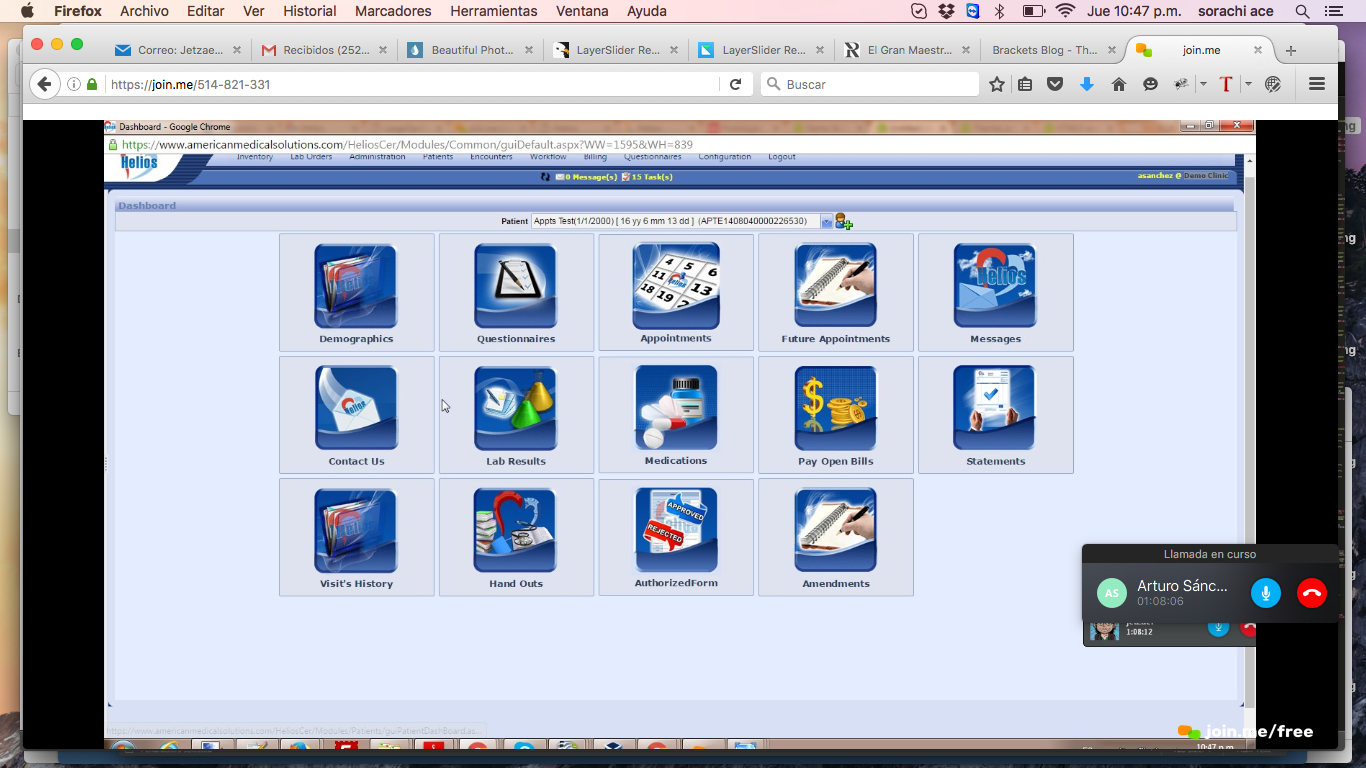 Firefox Archivo Editar Ver Historial Marcadores Herramientas Ventana Ayuda Jue 10:47 p.m. sorachi ace
Correo: Jetzae... Recibidos (252... Beautiful Phot... LayerSlider Re... LayerSlider Re... El Gran Maestr... Brackets Blog - Th... join.me
https://join.me/514-821-331 Buscar
Dashboard - Google Chrome
https://www.americanmedicalsolutions.com/HeliosCer/Modules/Common/guiDefault.aspx?WW=1595&WH=839
Helios Inventory Lab Orders Administration Patients Encounters Workflow Billing Questionnaires Configuration Logout
0 Message(s) 15 Task(s) asanchez @ Demo Clinic
Dashboard
Patient Appts Test(1/1/2000) [ 16 yy 6 mm 13 dd ] (APTE1408040000226530)
Demographics Questionnaires Appointments Future Appointments Messages
Contact Us Lab Results Medications Pay Open Bills Statements
APPROVED
REJECTED
Visit's History Hand Outs AuthorizedForm Amendments
Llamada en curso
AS Arturo Sánc...
01:08:06
1:08:12
https://www.americanmedicalsolutions.com/HeliosCer/Modules/Patients/guiPatientDashBoard.as...
join.me/free
10:47 p.m.